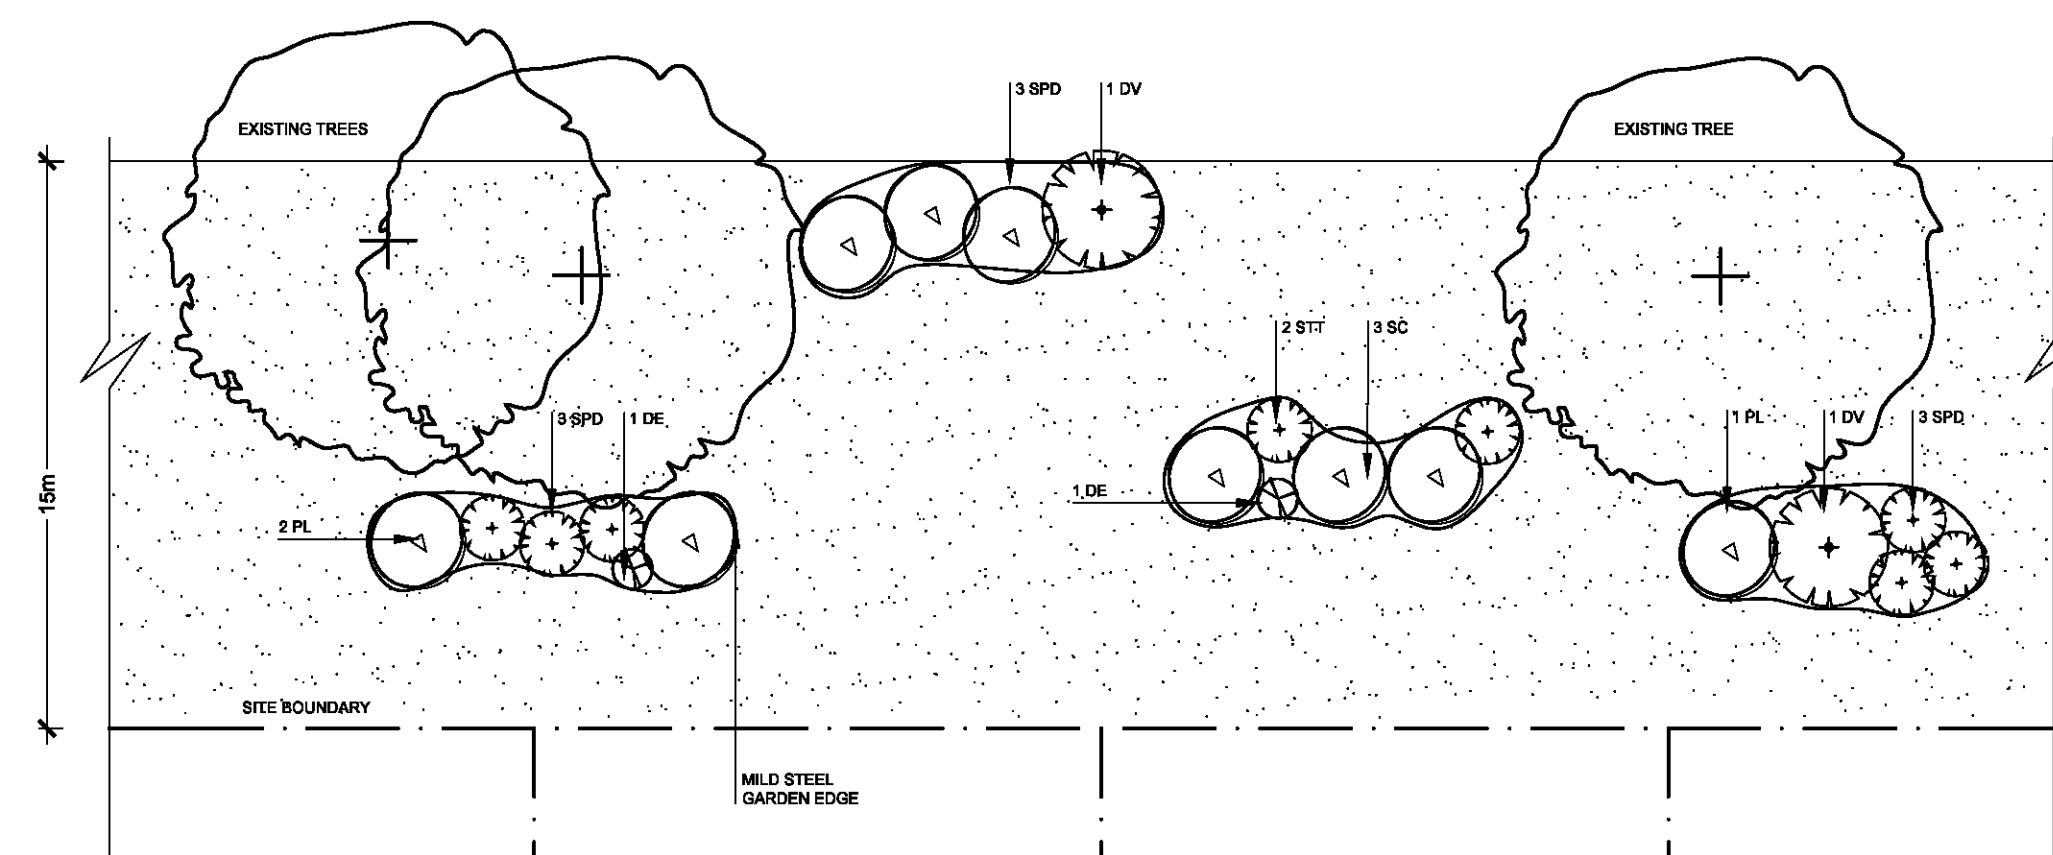 3 SPD
1 DV
EXISTING TREES
EXISTING TREE
2 STT
3 SC
3 SPD
1 DE
1 PL
1 DV
3 SPD
15m
1 DE
2 PL
SITE BOUNDARY
MILD STEEL
GARDEN EDGE